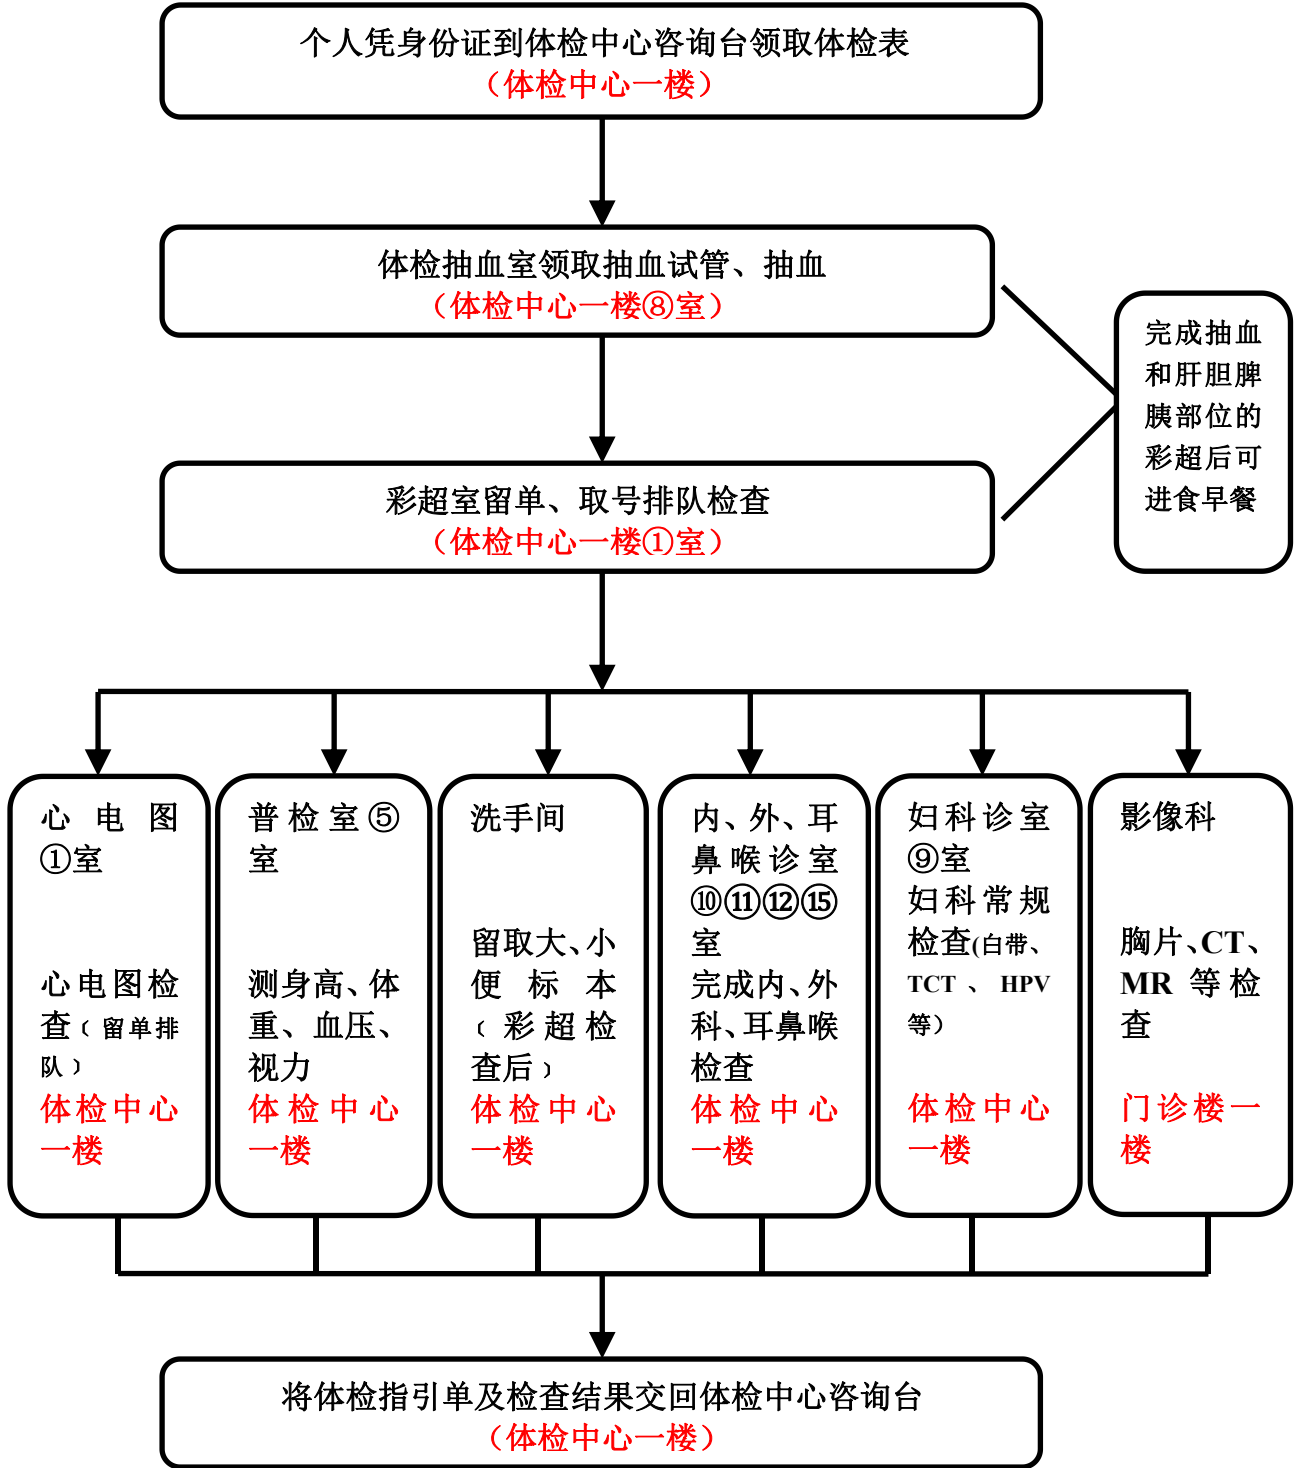 个人凭身份证到体检中心咨询台领取体检表
（体检中心一楼）
体检抽血室领取抽血试管、抽血
（体检中心一楼⑧室）
完成抽血
和肝胆脾
胰部位的
彩超后可
进食早餐
彩超室留单、取号排队检查
（体检中心一楼①室）
心电图
①室
心电图检
查﹝留单排
队﹞
体检中心
一楼
普检室⑤
室
测身高、体
重、血压、
视力
体检中心
一楼
洗手间
留取大、小
便标本
﹝彩超检
查后﹞
体检中心
一楼
内、外、耳
鼻喉诊室
⑩⑪⑫⑮
室
完成内、外
科、耳鼻喉
检查
体检中心
一楼
妇科诊室
⑨室
妇科常规
检查(白带、
TCT、HPV
等）
体检中心
一楼
影像科
胸片、CT、
MR等检
查
门诊楼一
楼
将体检指引单及检查结果交回体检中心咨询台
（体检中心一楼）